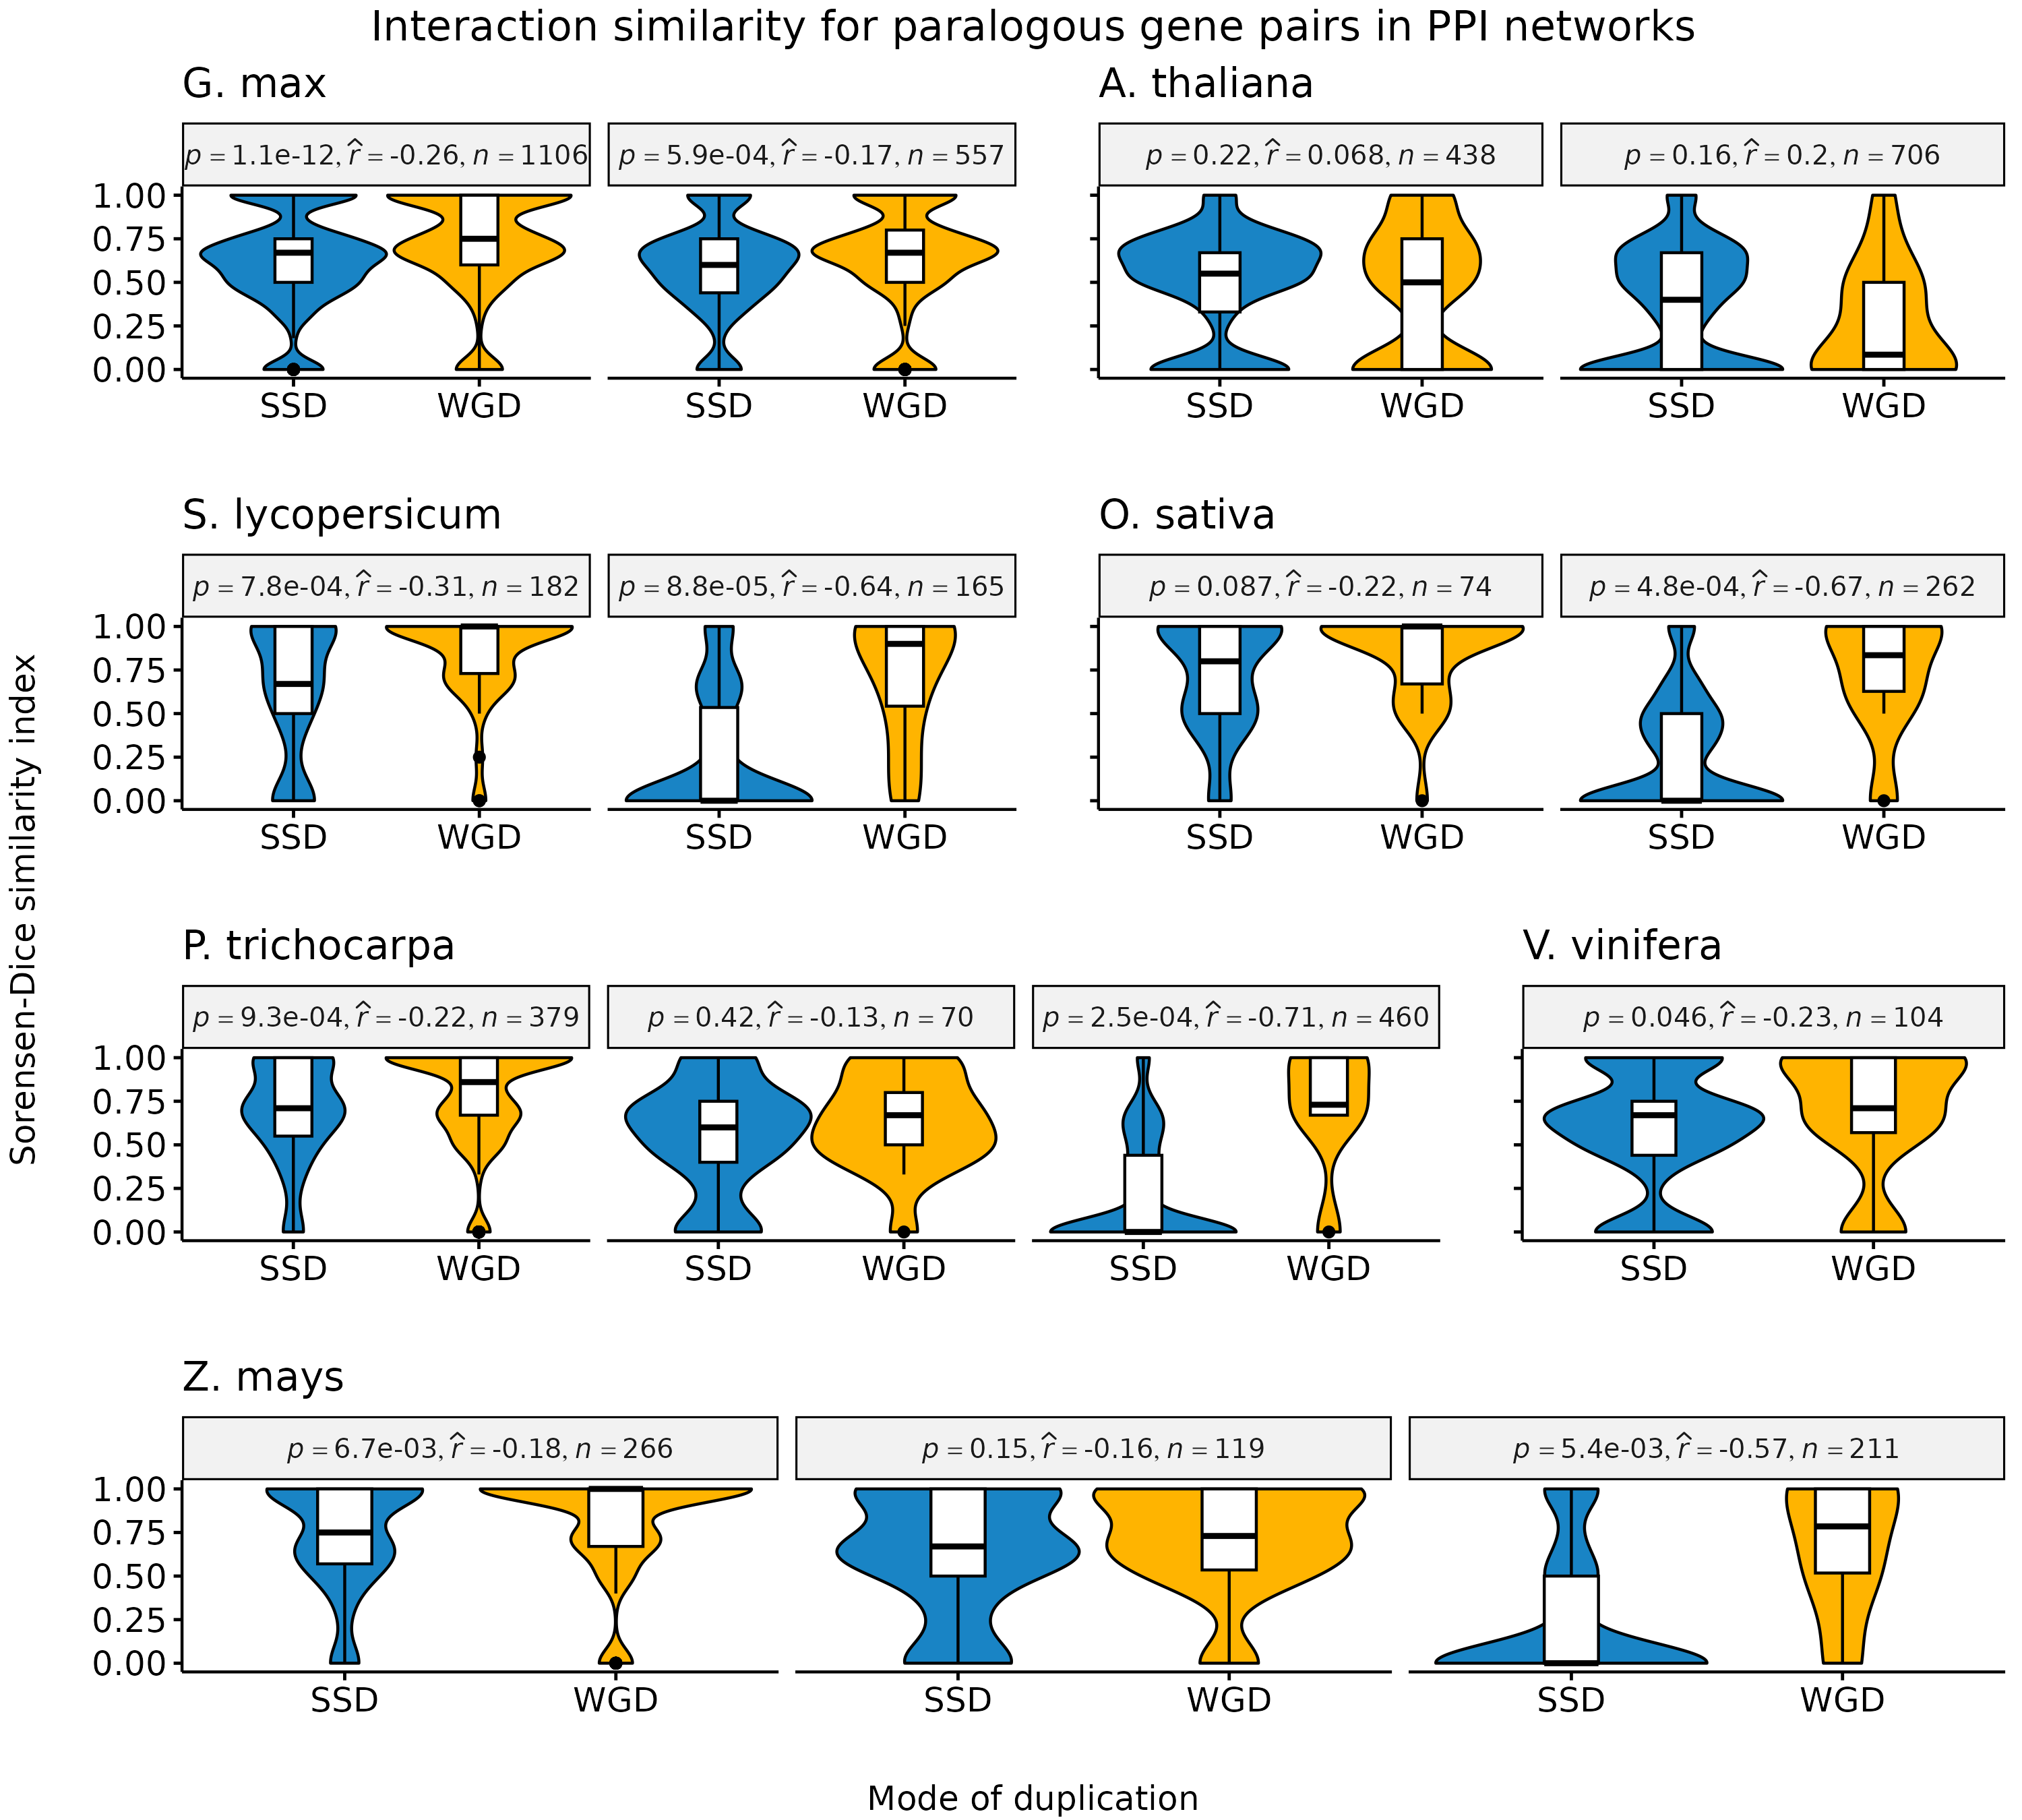 Interaction similarity for paralogous gene pairs in PPI networks
G. max
A. thaliana
p = 1.1e-12, r̂ = -0.26, n = 1106
p = 5.9e-04, r̂ = -0.17, n = 557
p = 0.22, r̂ = 0.068, n = 438
p = 0.16, r̂ = 0.2, n = 706
1.00
0.75
0.50
0.25
0.00
SSD WGD SSD WGD SSD WGD SSD WGD
S. lycopersicum
O. sativa
p = 7.8e-04, r̂ = -0.31, n = 182
p = 8.8e-05, r̂ = -0.64, n = 165
p = 0.087, r̂ = -0.22, n = 74
p = 4.8e-04, r̂ = -0.67, n = 262
1.00
0.75
0.50
0.25
0.00
SSD WGD SSD WGD SSD WGD SSD WGD
Sorensen-Dice similarity index
P. trichocarpa
V. vinifera
p = 9.3e-04, r̂ = -0.22, n = 379
p = 0.42, r̂ = -0.13, n = 70
p = 2.5e-04, r̂ = -0.71, n = 460
p = 0.046, r̂ = -0.23, n = 104
1.00
0.75
0.50
0.25
0.00
SSD WGD SSD WGD SSD WGD SSD WGD
Z. mays
p = 6.7e-03, r̂ = -0.18, n = 266
p = 0.15, r̂ = -0.16, n = 119
p = 5.4e-03, r̂ = -0.57, n = 211
1.00
0.75
0.50
0.25
0.00
SSD WGD SSD WGD SSD WGD
Mode of duplication